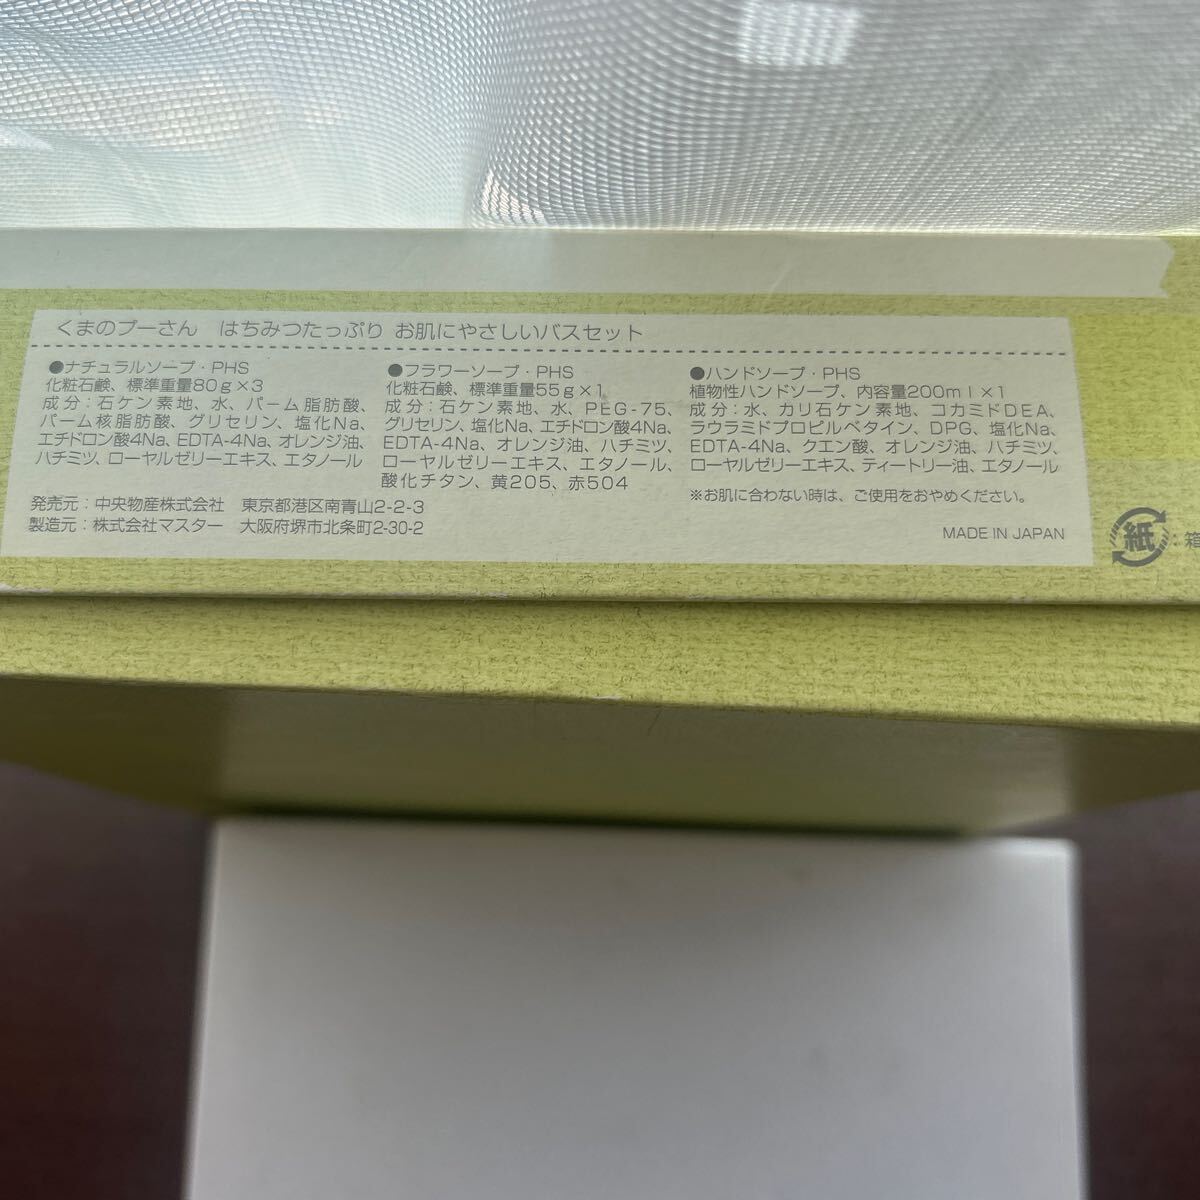 くまのプーさん はちみつたっぷり お肌にやさしいバスセット
●ナチュラルソープ・PHS
化粧石鹸、標準重量80g×3
成分：石ケン素地、水、パーム脂肪酸、
パーム核脂肪酸、グリセリン、塩化Na、
エチドロン酸4Na、EDTA-4Na、オレンジ油、
ハチミツ、ローヤルゼリーエキス、エタノール
●フラワーソープ・PHS
化粧石鹸、標準重量55g×1
成分：石ケン素地、水、PEG-75、
グリセリン、塩化Na、エチドロン酸4Na、
EDTA-4Na、オレンジ油、ハチミツ、
ローヤルゼリーエキス、エタノール、
酸化チタン、黄205、赤504
●ハンドソープ・PHS
植物性ハンドソープ、内容量200ml×1
成分：水、カリ石ケン素地、コカミドDEA、
ラウラミドプロピルベタイン、DPG、塩化Na、
EDTA-4Na、クエン酸、オレンジ油、ハチミツ、
ローヤルゼリーエキス、ティートリー油、エタノール
※お肌に合わない時は、ご使用をおやめください。
発売元：中央物産株式会社 東京都港区南青山2-2-3
製造元：株式会社マスター 大阪府堺市北条町2-30-2
MADE IN JAPAN
紙：箱